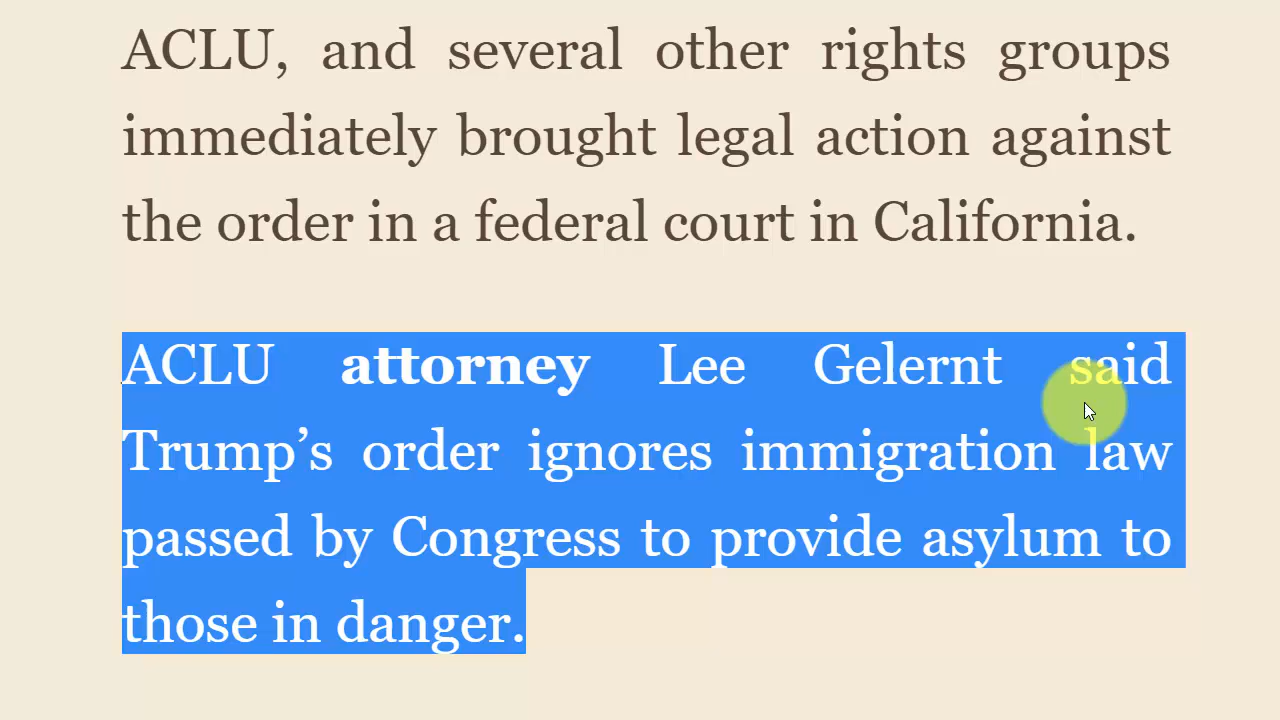 ACLU, and several other rights groups
immediately brought legal action against
the order in a federal court in California.
ACLU attorney Lee Gelernt said
Trump’s order ignores immigration law
passed by Congress to provide asylum to
those in danger.